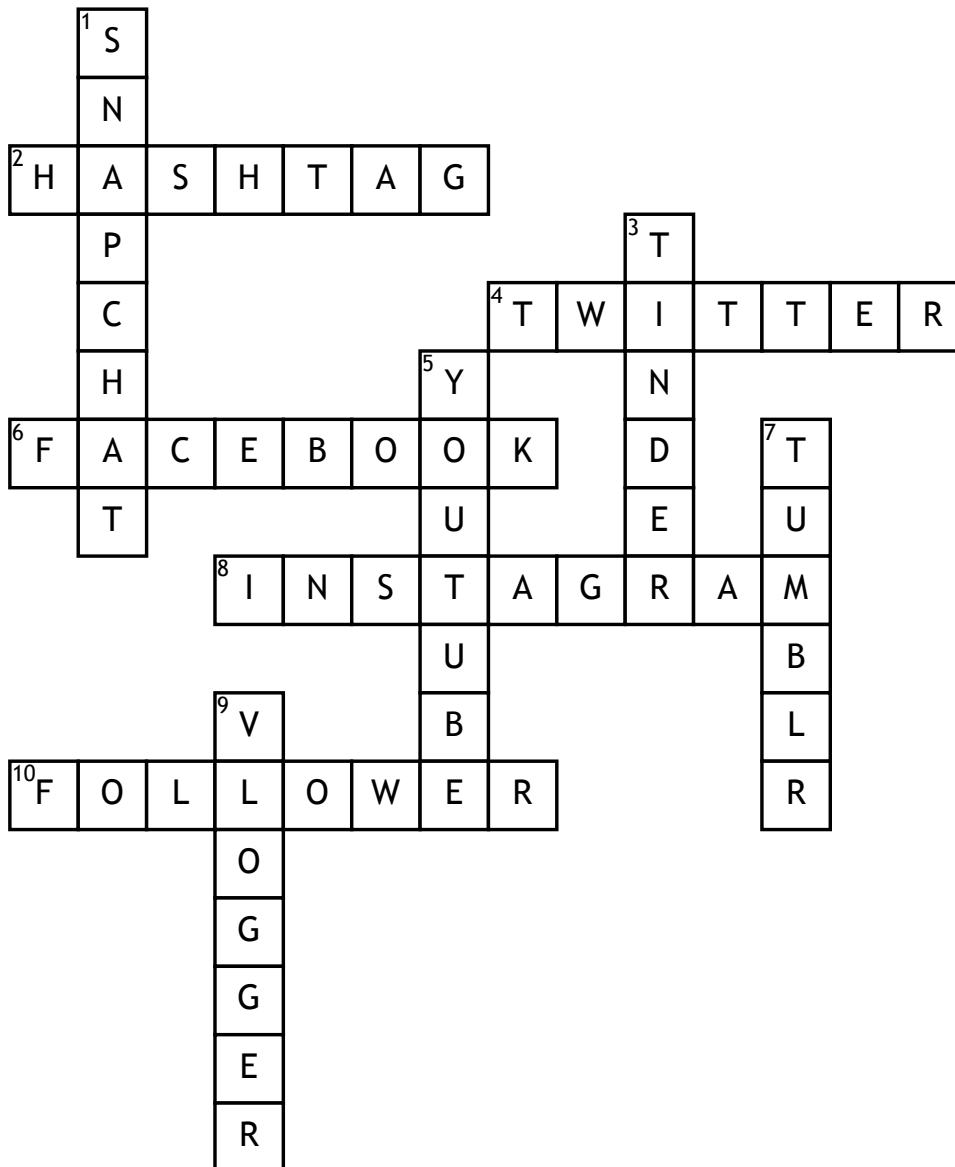 1 S
N
2 H A S H T A G
P 3 T
C 4 T W I T T E R
H 5 Y N
6 F A C E B O O K D 7 T
T U E U
8 I N S T A G R A M
U B
9 V B L
10 F O L L O W E R R
O
G
G
E
R